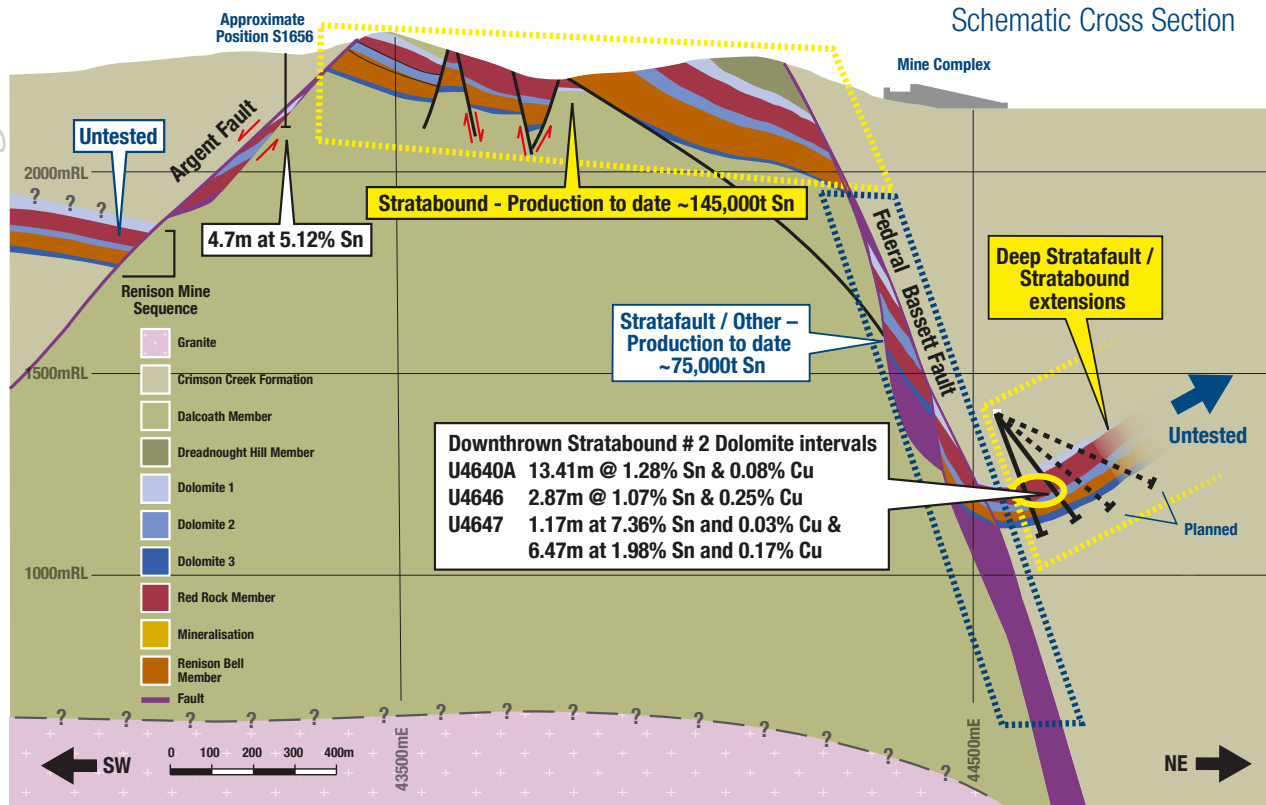 Schematic Cross Section
Approximate
Position S1656
Mine Complex
Untested
Argent Fault
2000mRL
? ? ?
Stratabound - Production to date ~145,000t Sn
4.7m at 5.12% Sn
Federal Bassett Fault
Deep Stratafault /
Stratabound
extensions
Renison Mine
Sequence
Stratafault / Other –
Production to date
~75,000t Sn
Granite
1500mRL
Crimson Creek Formation
Dalcoath Member
Dreadnought Hill Member
Dolomite 1
Dolomite 2
Dolomite 3
Red Rock Member
Mineralisation
Renison Bell
Member
Fault
Untested
Downthrown Stratabound # 2 Dolomite intervals
U4640A 13.41m @ 1.28% Sn & 0.08% Cu
U4646 2.87m @ 1.07% Sn & 0.25% Cu
U4647 1.17m at 7.36% Sn and 0.03% Cu &
6.47m at 1.98% Sn and 0.17% Cu
Planned
1000mRL
? ? ? ? ? ? ? ? ? ? ?
0 100 200 300 400m
SW
43500mE
44500mE
NE